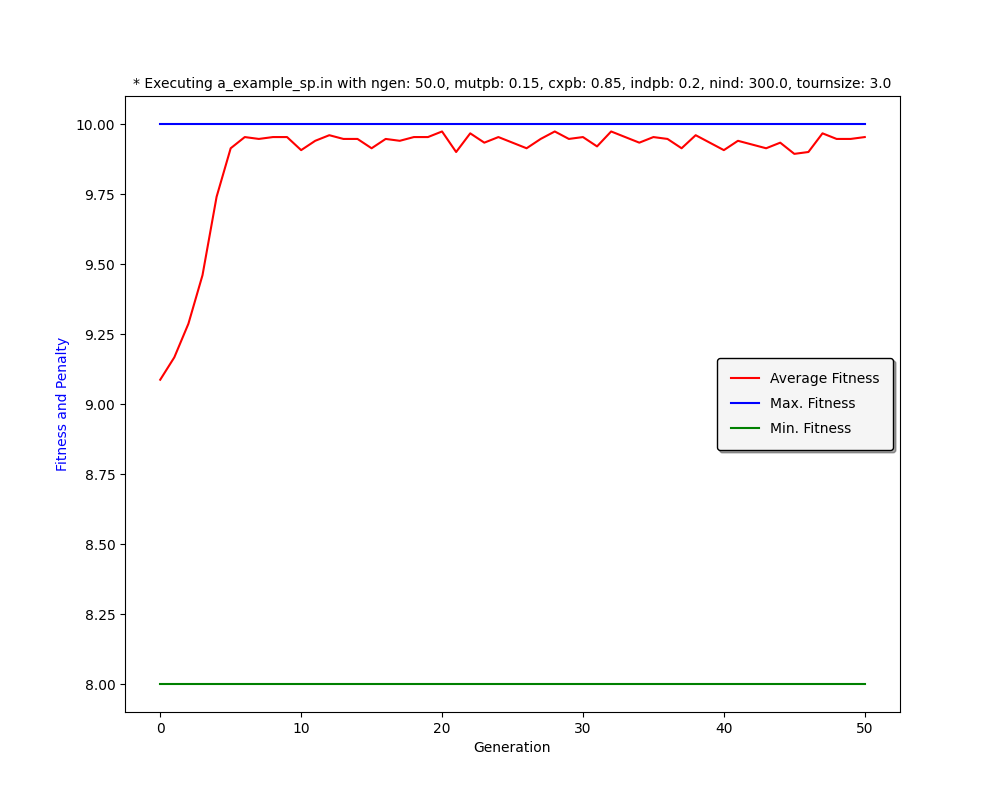 * Executing a_example_sp.in with ngen: 50.0, mutpb: 0.15, cxpb: 0.85, indpb: 0.2, nind: 300.0, tournsize: 3.0
10.00
9.75
9.50
9.25
9.00
8.75
8.50
8.25
8.00
Fitness and Penalty
Average Fitness
Max. Fitness
Min. Fitness
0 10 20 30 40 50
Generation